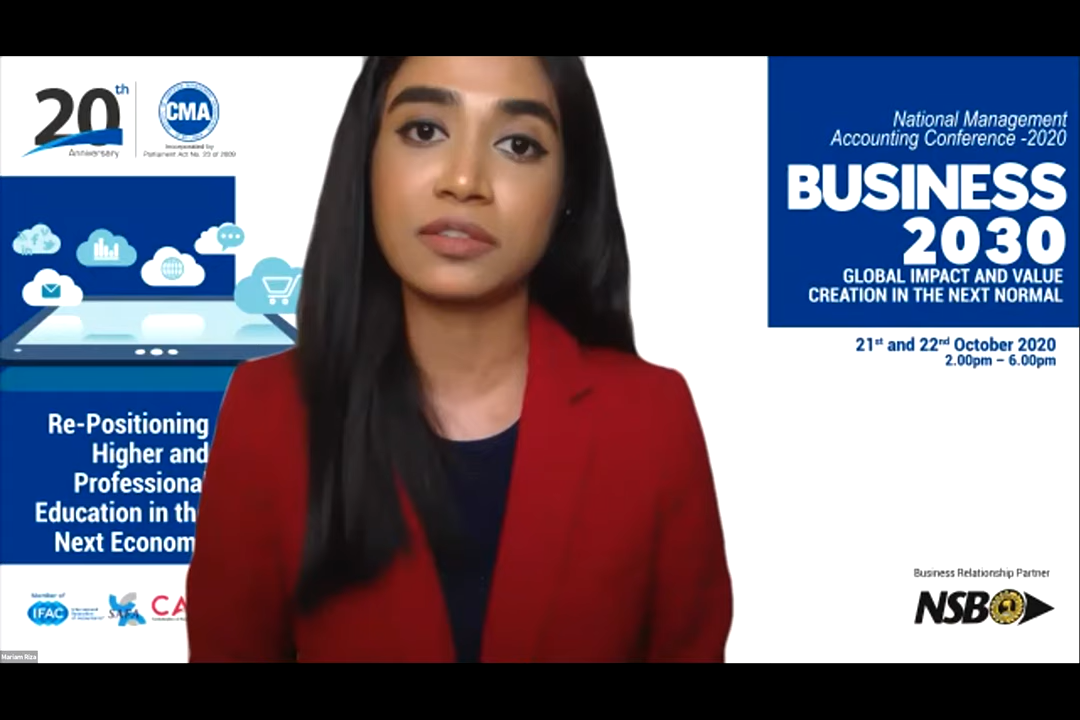 20th
Anniversary
CMA
Incorporated by
Parliament Act No. 23 of 2009
National Management
Accounting Conference -2020
BUSINESS
2030
GLOBAL IMPACT AND VALUE
CREATION IN THE NEXT NORMAL
21st and 22nd October 2020
2.00pm – 6.00pm
Re-Positioning
Higher and
Professiona
Education in th
Next Econom
Member of
IFAC
SAFA
CA
Business Relationship Partner
NSB
Mariam Riza